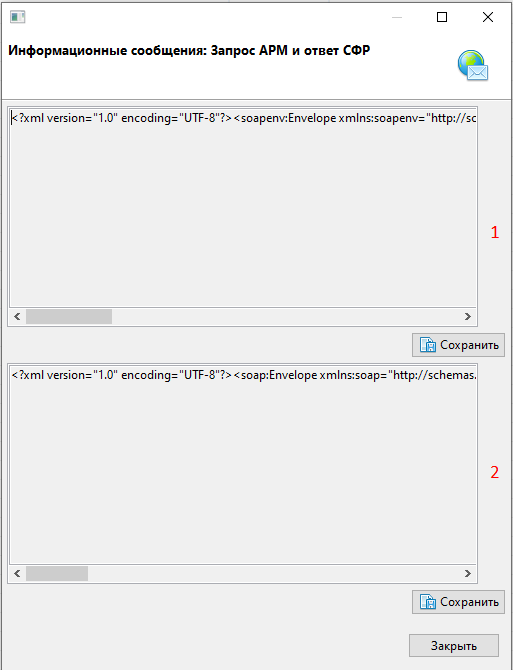 Информационные сообщения: Запрос АРМ и ответ СФР
<?xml version="1.0" encoding="UTF-8"?><soapenv:Envelope xmlns:soapenv="http://sc
1
Сохранить
<?xml version="1.0" encoding="UTF-8"?><soap:Envelope xmlns:soap="http://schemas.
2
Сохранить
Закрыть